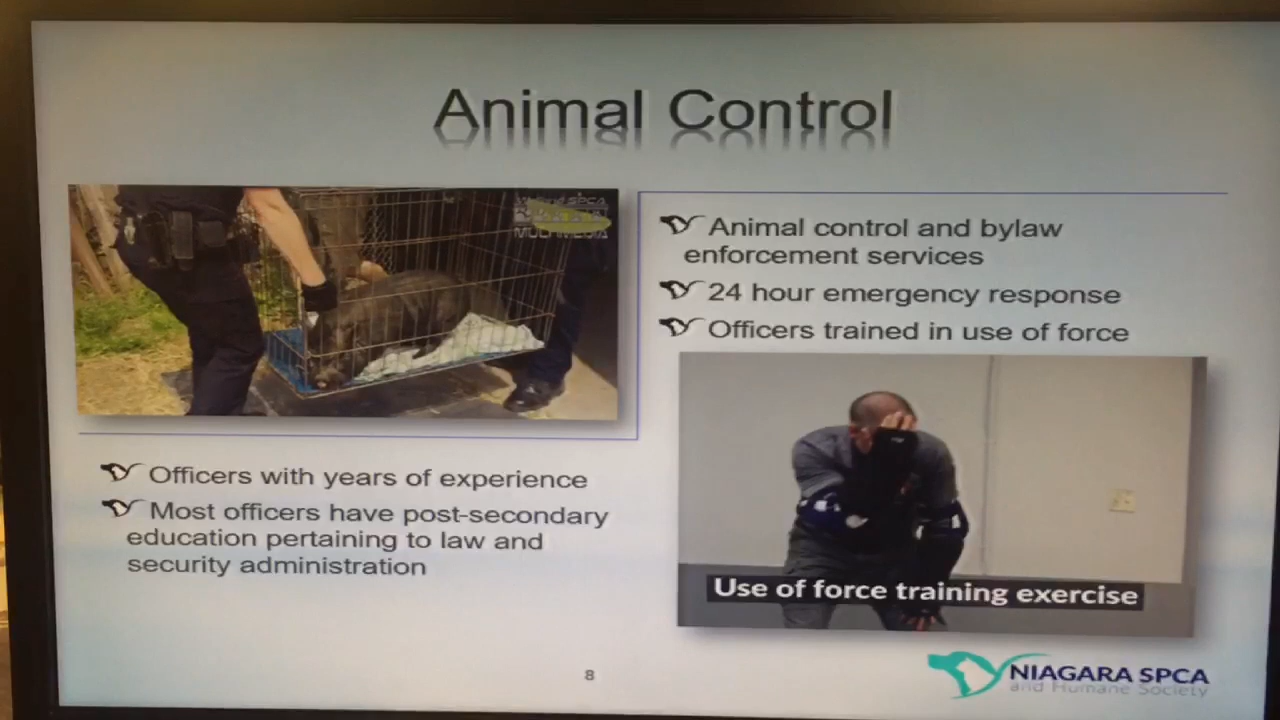 Animal Control
Animal control and bylaw
enforcement services
24 hour emergency response
Officers trained in use of force
Officers with years of experience
Most officers have post-secondary
education pertaining to law and
security administration
Use of force training exercise
8
NIAGARA SPCA
and Humane Society